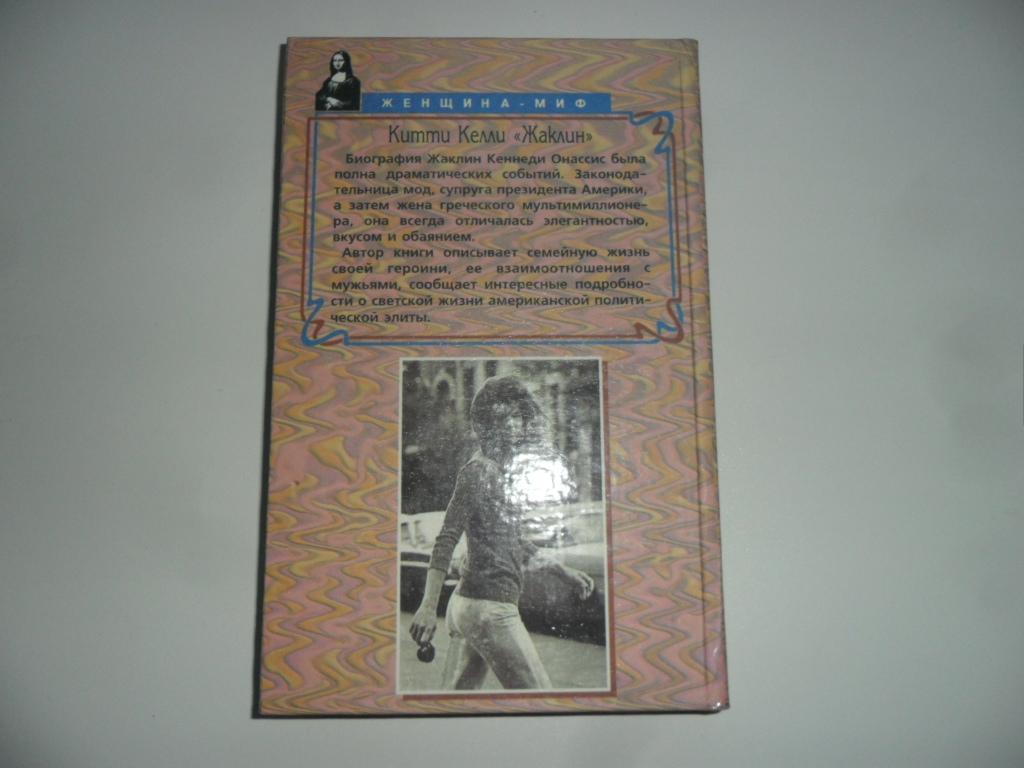 ЖЕНЩИНА-МИФ
Китти Келли «Жаклин»
Биография Жаклин Кеннеди Онассис была
полна драматических событий. Законода-
тельница мод, супруга президента Америки,
а затем жена греческого мультимиллионе-
ра, она всегда отличалась элегантностью,
вкусом и обаянием.
Автор книги описывает семейную жизнь
своей героини, ее взаимоотношения с
мужьями, сообщает интересные подробно-
сти о светской жизни американской полити-
ческой элиты.